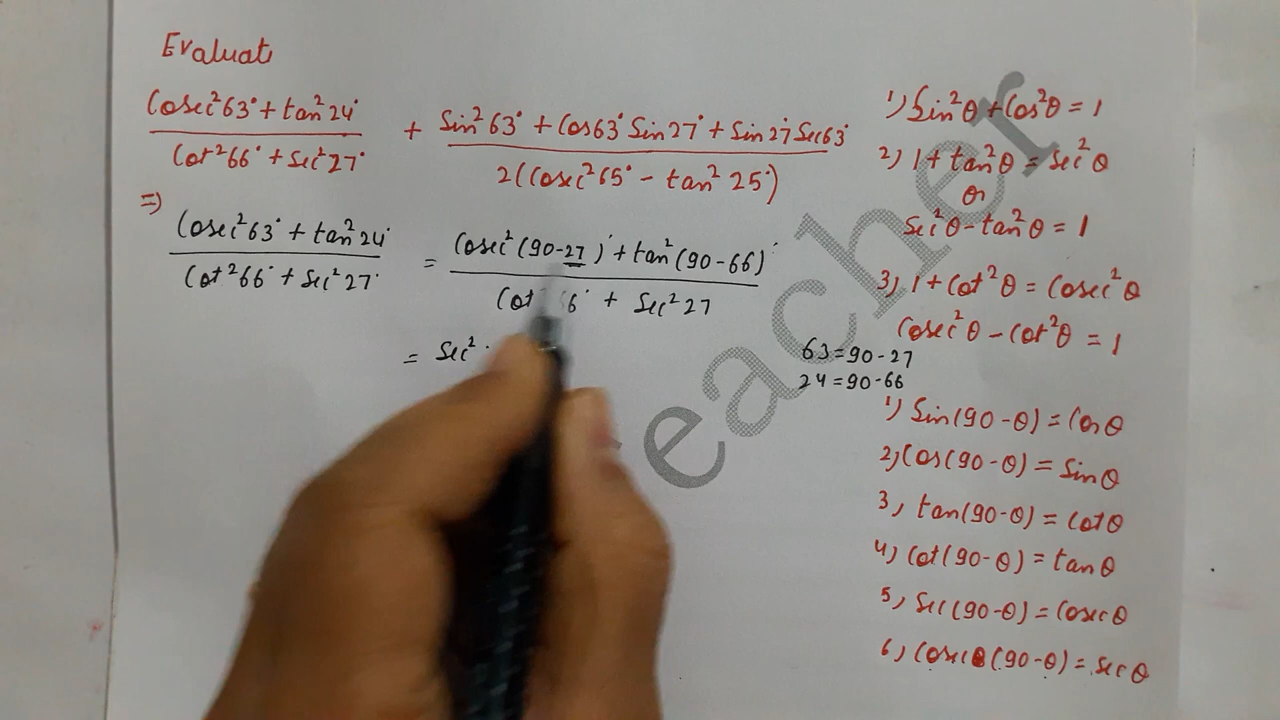 Evaluate
Cosec²63° + tan²24° / Cot²66° + Sec²27° + Sin²63° + Cos63° Sin27° + Sin27° Sec63° / 2(Cosec²65° - tan²25°)
=> Cosec²63° + tan²24° / Cot²66° + Sec²27° = Cosec²(90-27)° + tan²(90-66)° / Cot 6° + Sec²27
= Sec²
63 = 90-27
24 = 90-66
1) Sin²θ + Cos²θ = 1
2) 1 + tan²θ = Sec²θ
or
Sec²θ - tan²θ = 1
3) 1 + Cot²θ = Cosec²θ
Cosec²θ - Cot²θ = 1
1) Sin(90-θ) = Cosθ
2) Cos(90-θ) = Sinθ
3) tan(90-θ) = Cotθ
4) Cot(90-θ) = tanθ
5) Sec(90-θ) = Cosecθ
6) Cosec(90-θ) = Secθ
eacher